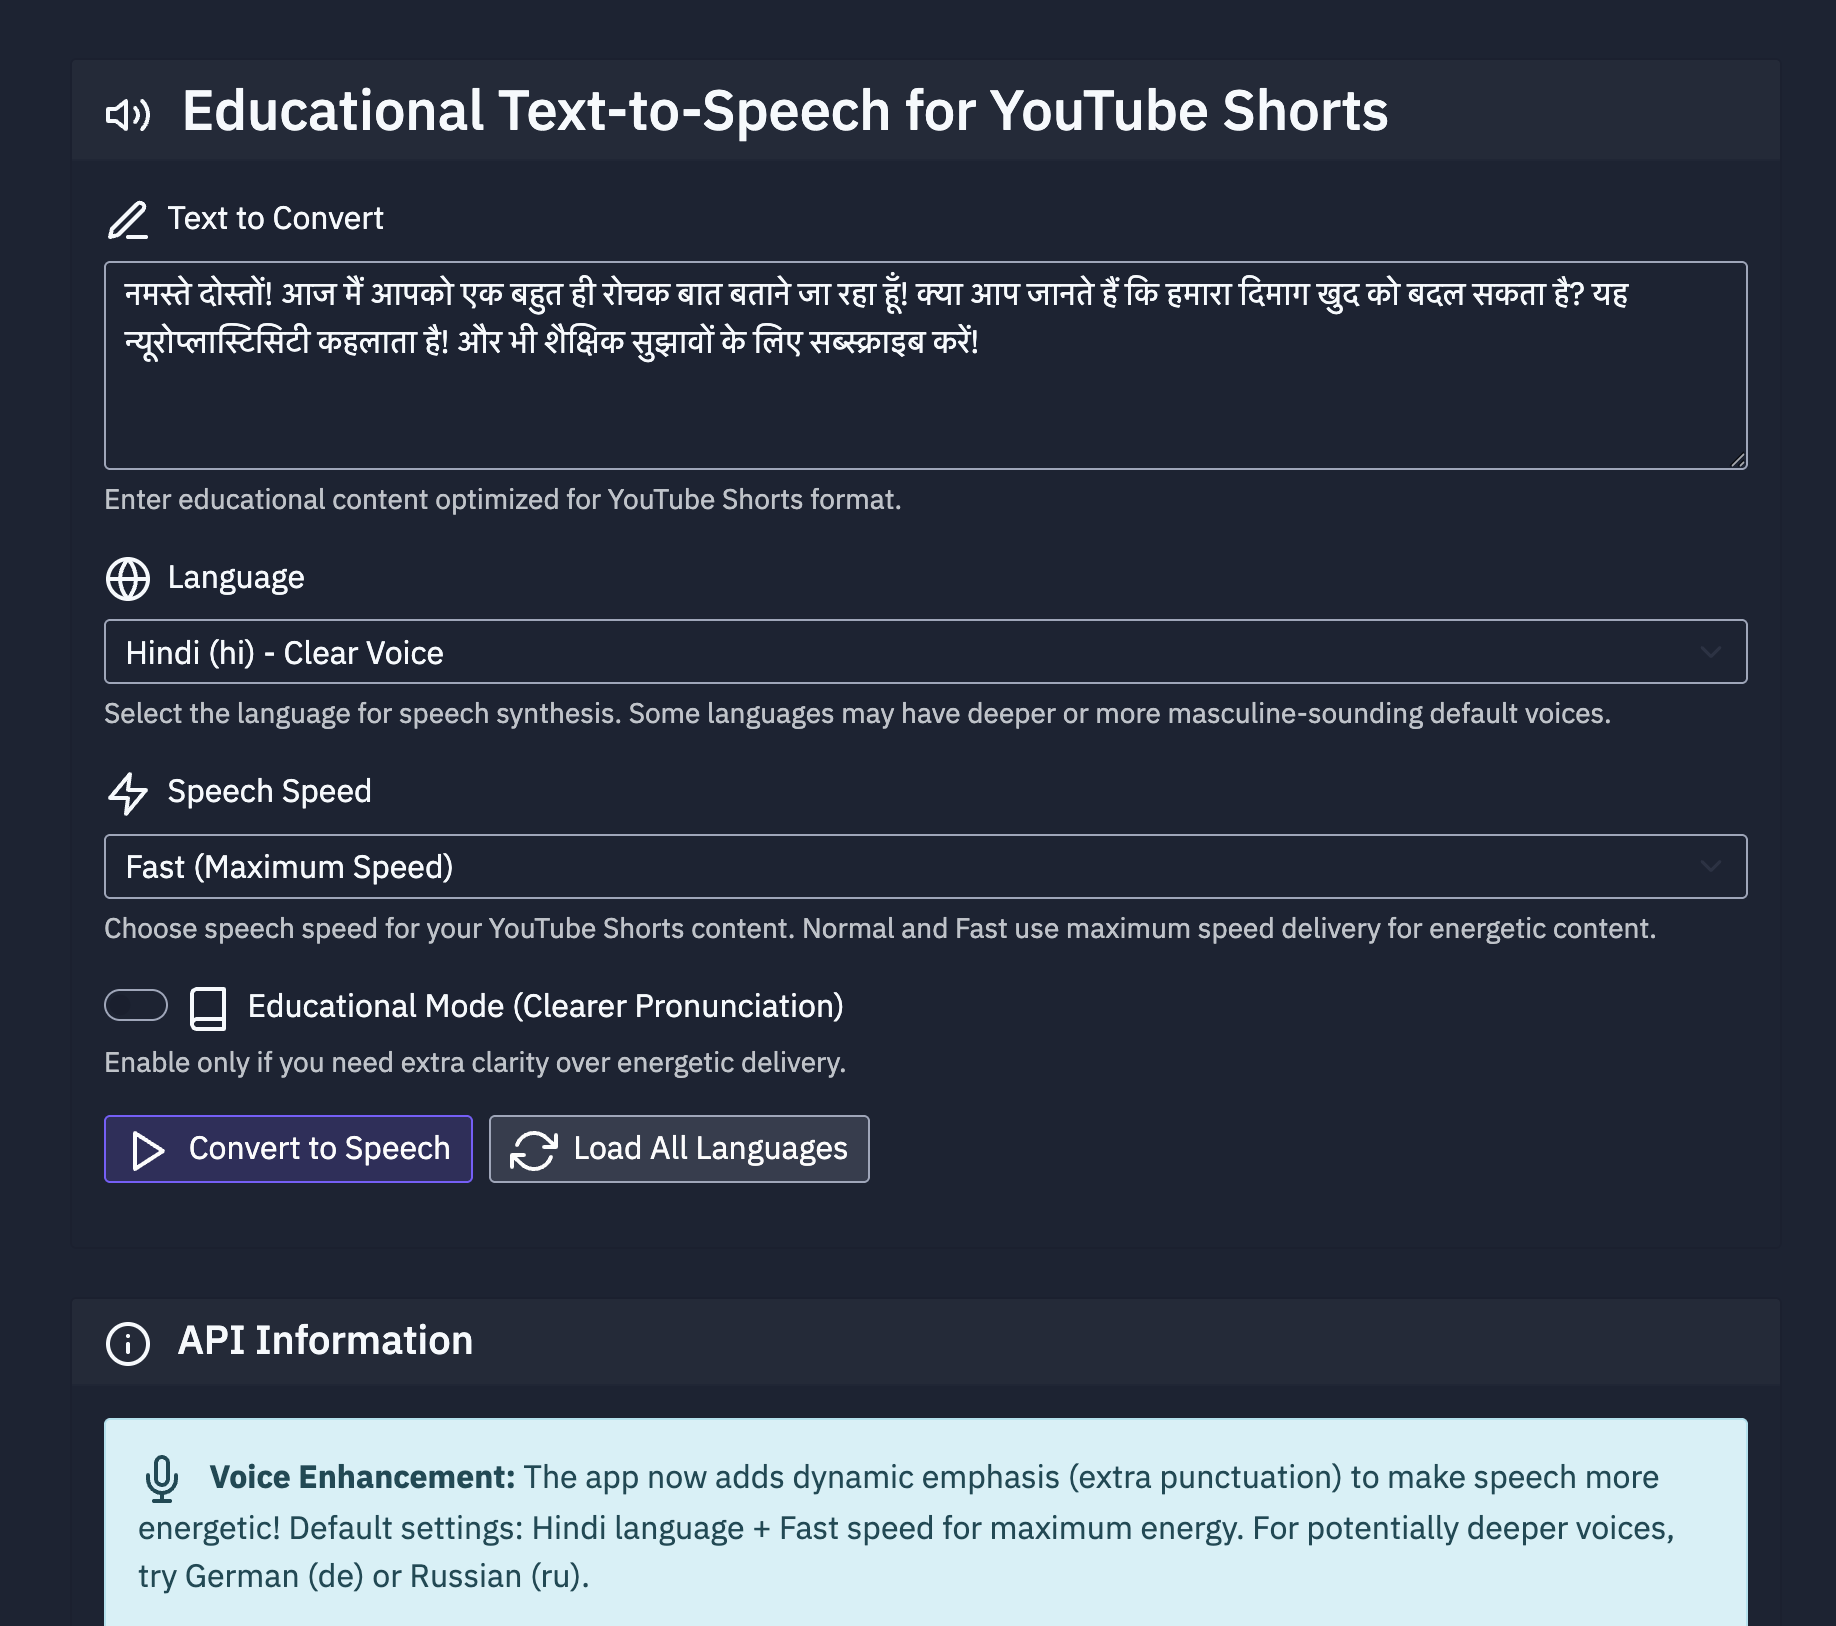 Educational Text-to-Speech for YouTube Shorts
Text to Convert
नमस्ते दोस्तों! आज मैं आपको एक बहुत ही रोचक बात बताने जा रहा हूँ! क्या आप जानते हैं कि हमारा दिमाग खुद को बदल सकता है? यह
न्यूरोप्लास्टिसिटी कहलाता है! और भी शैक्षिक सुझावों के लिए सब्स्क्राइब करें!
Enter educational content optimized for YouTube Shorts format.
Language
Hindi (hi) - Clear Voice
Select the language for speech synthesis. Some languages may have deeper or more masculine-sounding default voices.
Speech Speed
Fast (Maximum Speed)
Choose speech speed for your YouTube Shorts content. Normal and Fast use maximum speed delivery for energetic content.
Educational Mode (Clearer Pronunciation)
Enable only if you need extra clarity over energetic delivery.
Convert to Speech
Load All Languages
API Information
Voice Enhancement: The app now adds dynamic emphasis (extra punctuation) to make speech more
energetic! Default settings: Hindi language + Fast speed for maximum energy. For potentially deeper voices,
try German (de) or Russian (ru).